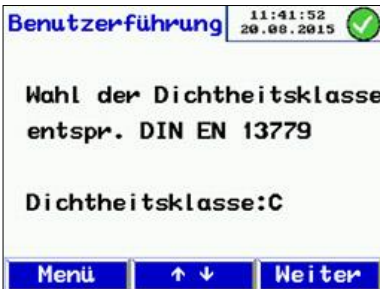 Benutzerführung
11:41:52
20.08.2015
Wahl der Dichtheitsklasse
entspr. DIN EN 13779
Dichtheitsklasse:C
Menü ↑ ↓ Weiter